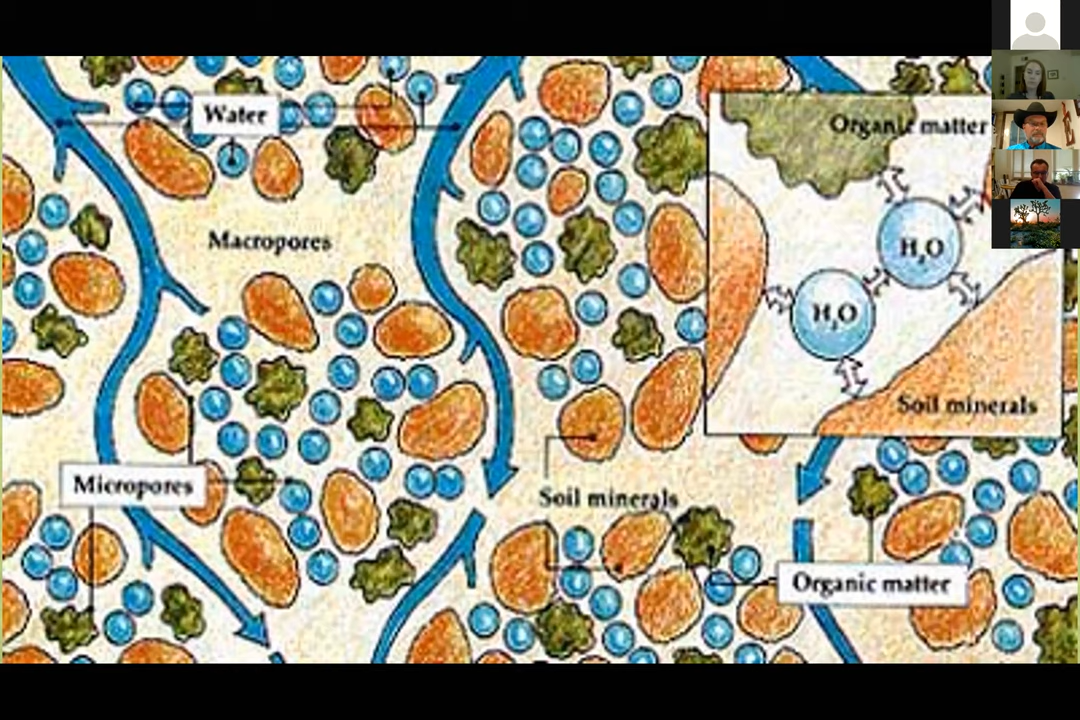 Water
Organic matter
Macropores
H₂O
H₂O
Soil minerals
Micropores
Soil minerals
Organic matter